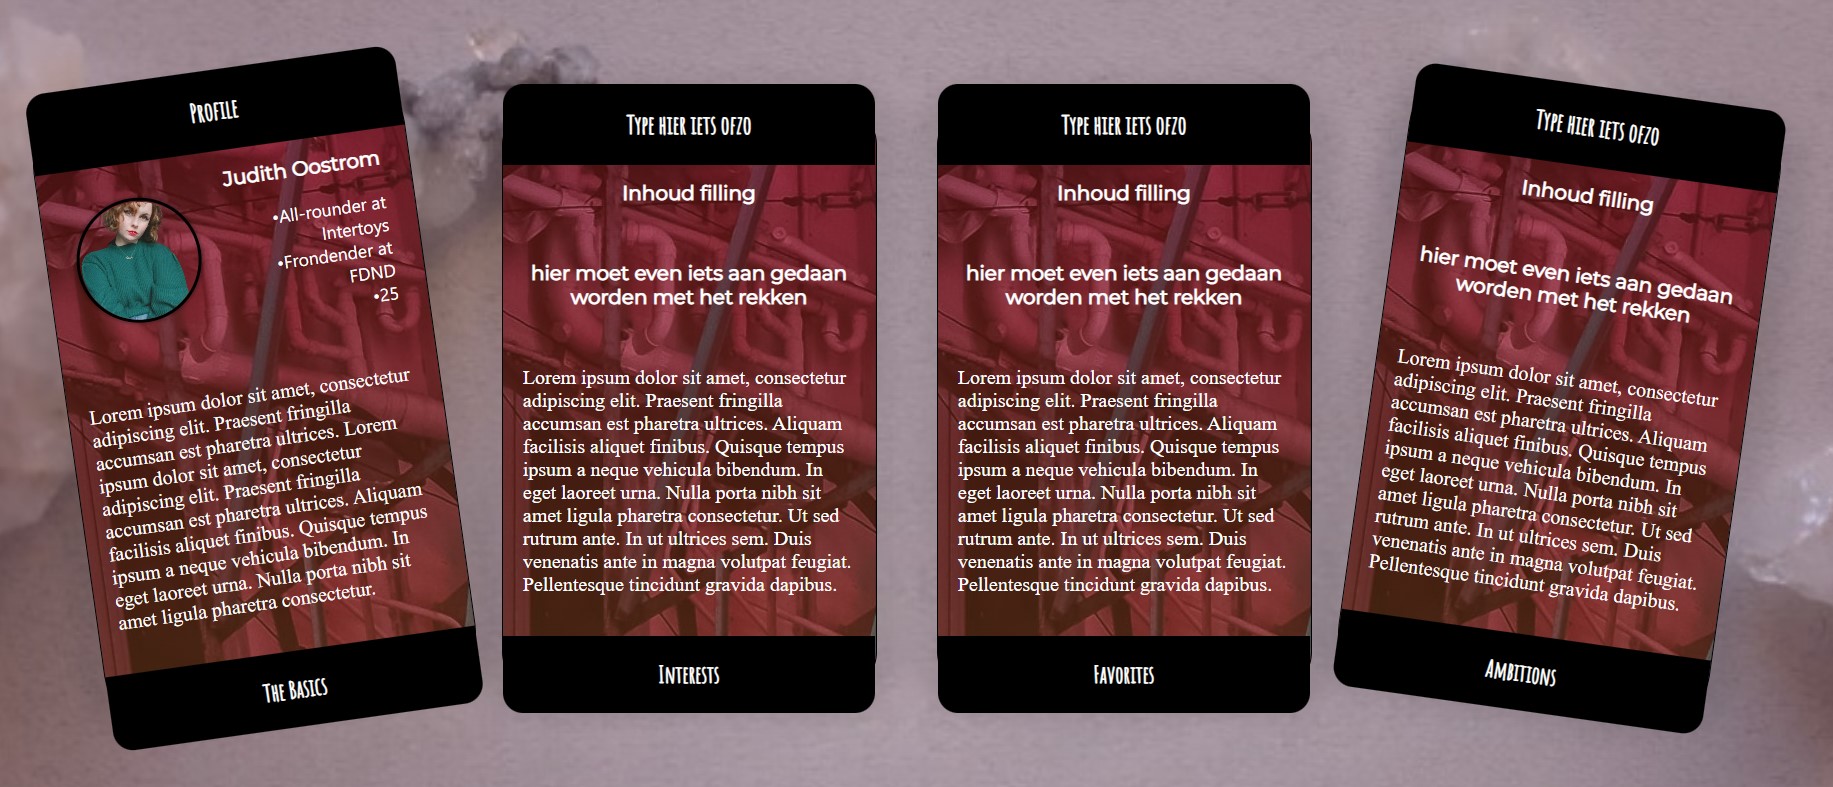 Profile
Judith Oostrom
•All-rounder at
Intertoys
•Frondender at
FDND
•25
Lorem ipsum dolor sit amet, consectetur
adipiscing elit. Praesent fringilla
accumsan est pharetra ultrices. Lorem
ipsum dolor sit amet, consectetur
adipiscing elit. Praesent fringilla
accumsan est pharetra ultrices. Aliquam
facilisis aliquet finibus. Quisque tempus
ipsum a neque vehicula bibendum. In
eget laoreet urna. Nulla porta nibh sit
amet ligula pharetra consectetur.
The Basics
Type hier iets ofzo
Inhoud filling
hier moet even iets aan gedaan
worden met het rekken
Lorem ipsum dolor sit amet, consectetur
adipiscing elit. Praesent fringilla
accumsan est pharetra ultrices. Aliquam
facilisis aliquet finibus. Quisque tempus
ipsum a neque vehicula bibendum. In
eget laoreet urna. Nulla porta nibh sit
amet ligula pharetra consectetur. Ut sed
rutrum ante. In ut ultrices sem. Duis
venenatis ante in magna volutpat feugiat.
Pellentesque tincidunt gravida dapibus.
Interests
Type hier iets ofzo
Inhoud filling
hier moet even iets aan gedaan
worden met het rekken
Lorem ipsum dolor sit amet, consectetur
adipiscing elit. Praesent fringilla
accumsan est pharetra ultrices. Aliquam
facilisis aliquet finibus. Quisque tempus
ipsum a neque vehicula bibendum. In
eget laoreet urna. Nulla porta nibh sit
amet ligula pharetra consectetur. Ut sed
rutrum ante. In ut ultrices sem. Duis
venenatis ante in magna volutpat feugiat.
Pellentesque tincidunt gravida dapibus.
Favorites
Type hier iets ofzo
Inhoud filling
hier moet even iets aan gedaan
worden met het rekken
Lorem ipsum dolor sit amet, consectetur
adipiscing elit. Praesent fringilla
accumsan est pharetra ultrices. Aliquam
facilisis aliquet finibus. Quisque tempus
ipsum a neque vehicula bibendum. In
eget laoreet urna. Nulla porta nibh sit
amet ligula pharetra consectetur. Ut sed
rutrum ante. In ut ultrices sem. Duis
venenatis ante in magna volutpat feugiat.
Pellentesque tincidunt gravida dapibus.
Ambitions